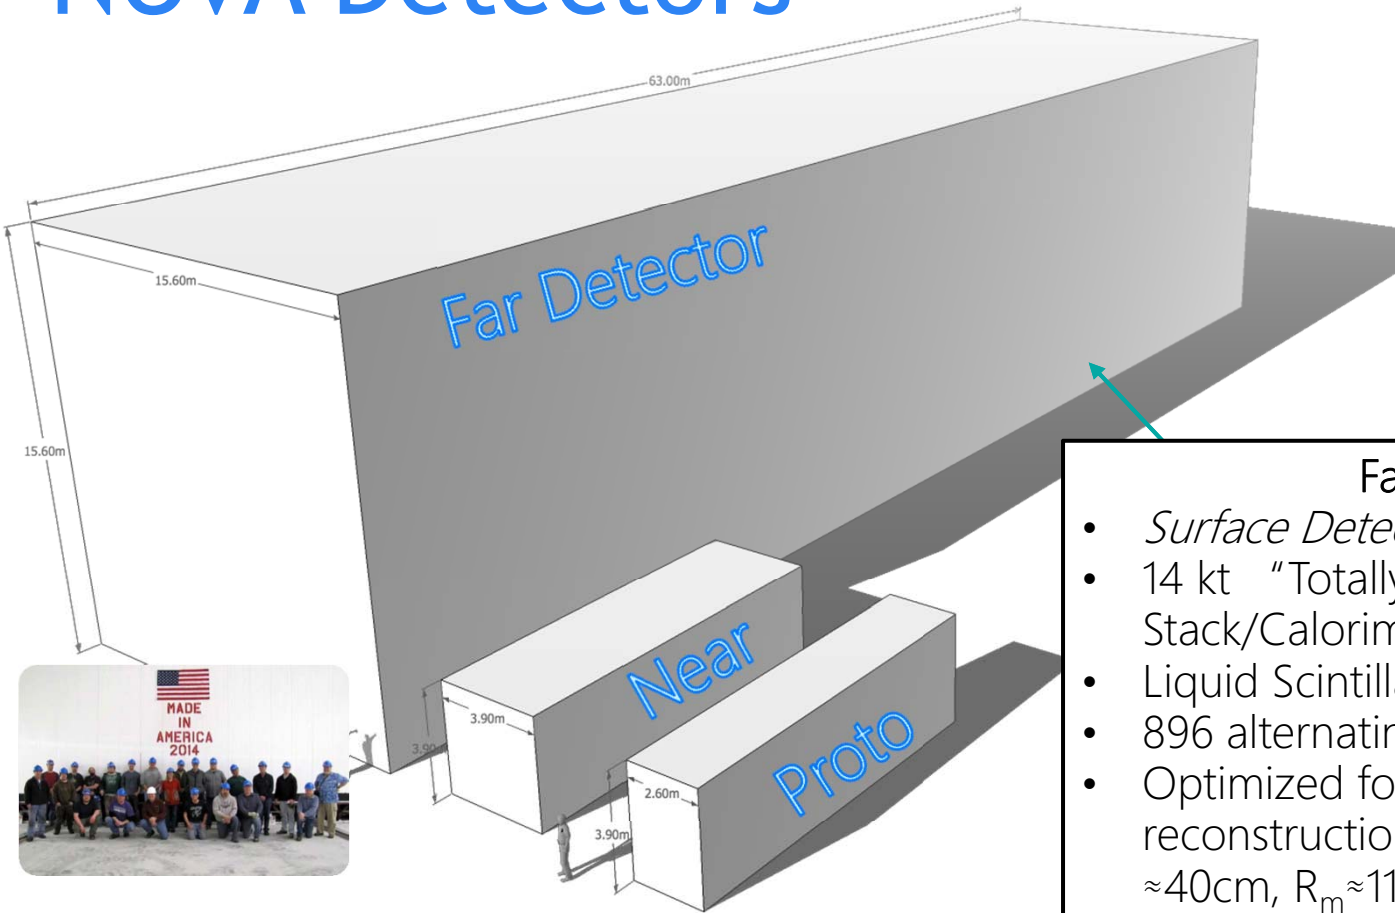 NOvA Detectors
63.00m
15.60m
15.60m
Far Detector
Near
3.90m
3.90m
Proto
2.60m
3.90m
MADE
IN
AMERICA
2014
Fa
• Surface Dete
• 14 kt "Totally
Stack/Calorim
• Liquid Scintilla
• 896 alternatin
• Optimized fo
reconstructio
≈40cm, Rm≈11